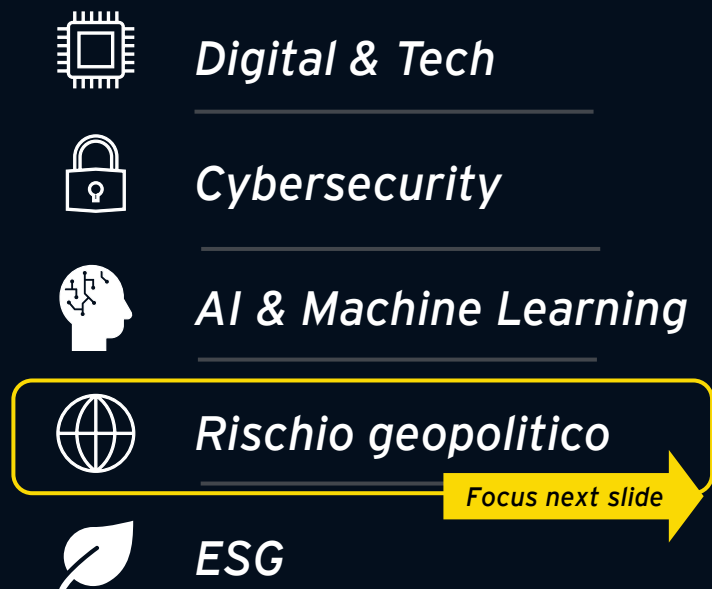 Digital & Tech
Cybersecurity
AI & Machine Learning
Rischio geopolitico
Focus next slide
ESG